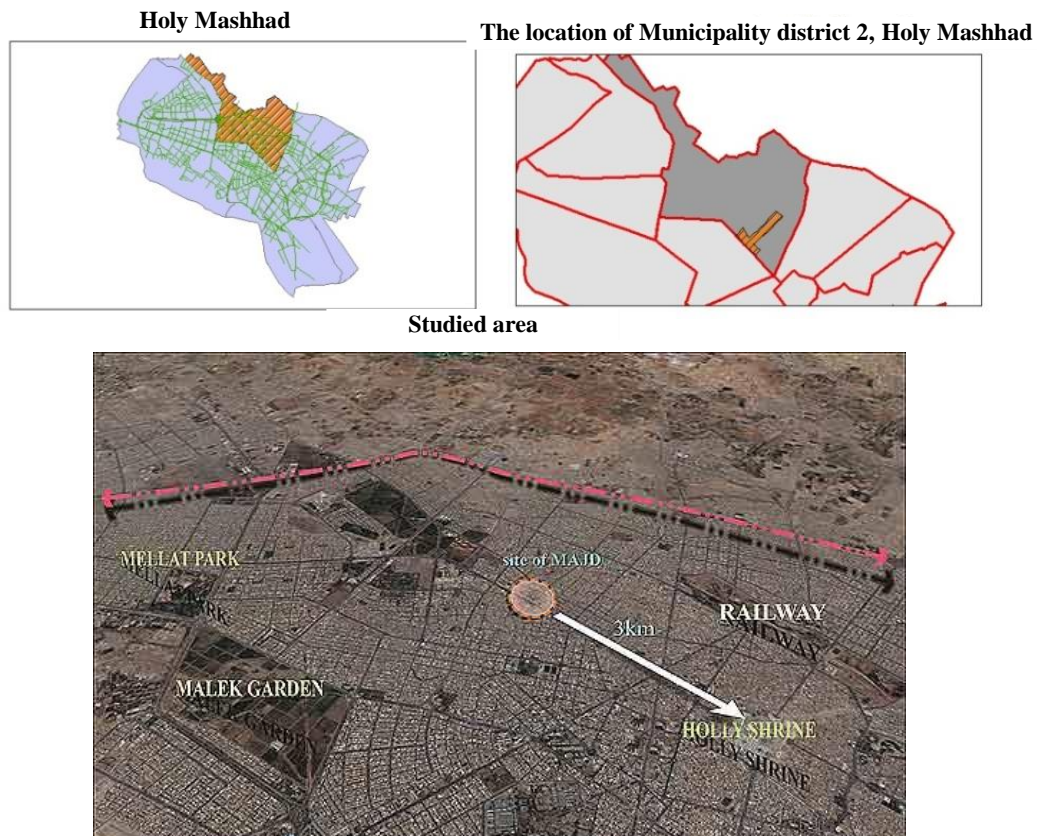 Holy Mashhad
The location of Municipality district 2, Holy Mashhad
Studied area
MELLAT PARK
site of MAJD
RAILWAY
3km
MALEK GARDEN
HOLLY SHRINE